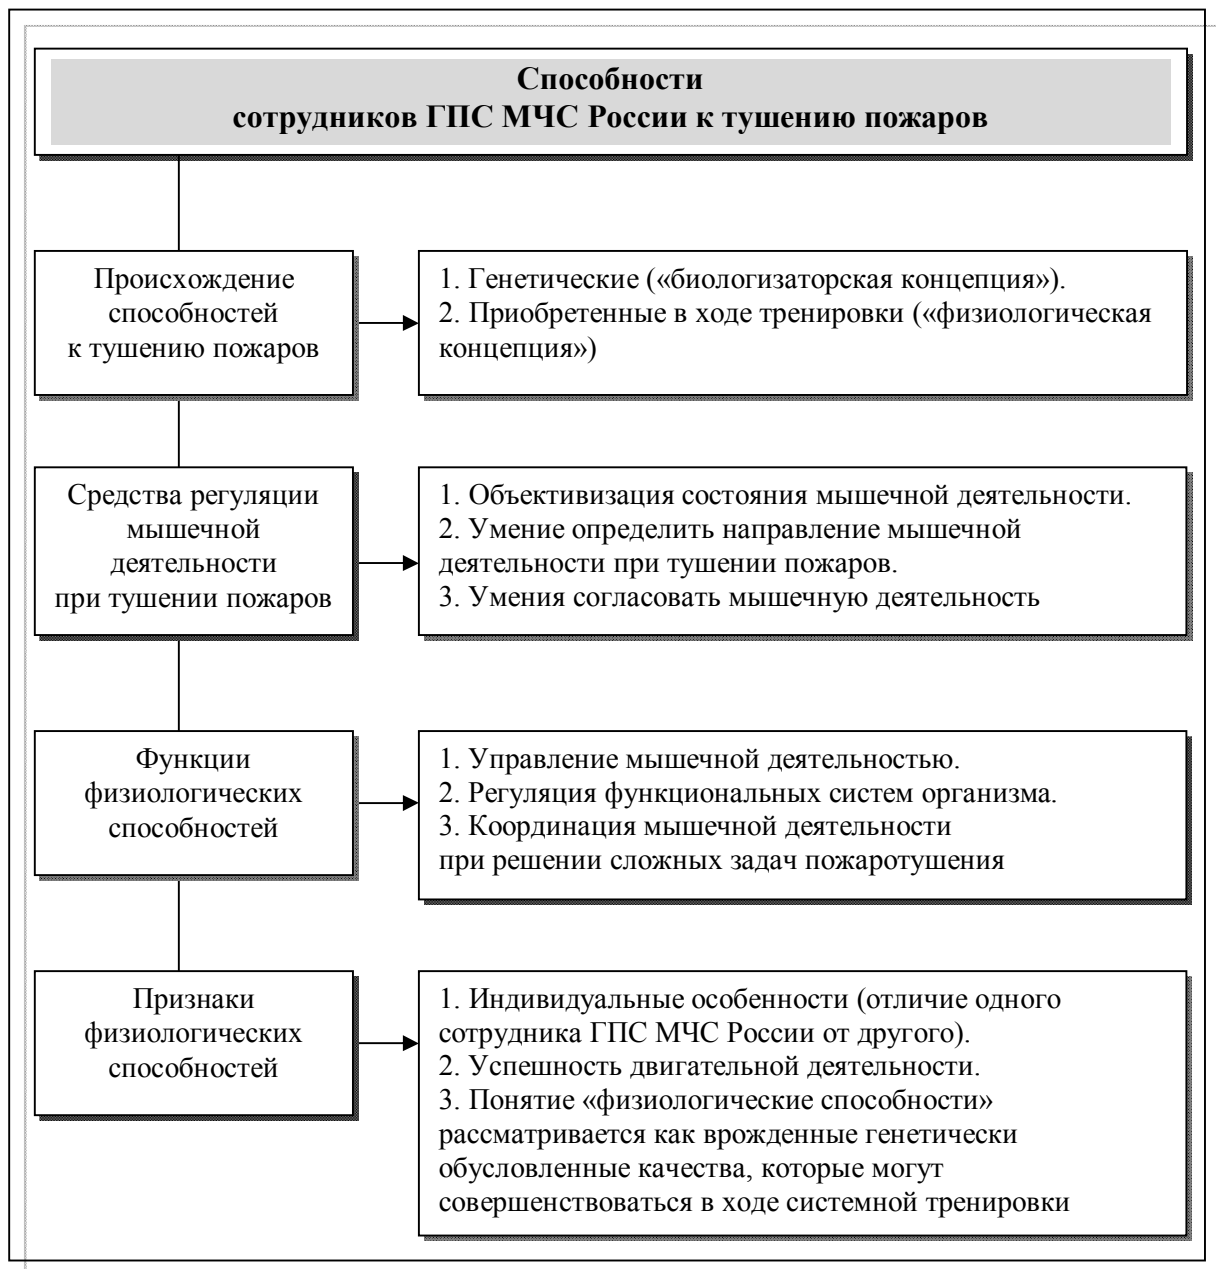 Способности
сотрудников ГПС МЧС России к тушению пожаров
Происхождение
способностей
к тушению пожаров
1. Генетические («биологизаторская концепция»).
2. Приобретенные в ходе тренировки («физиологическая
концепция»)
Средства регуляции
мышечной
деятельности
при тушении пожаров
1. Объективизация состояния мышечной деятельности.
2. Умение определить направление мышечной
деятельности при тушении пожаров.
3. Умения согласовать мышечную деятельность
Функции
физиологических
способностей
1. Управление мышечной деятельностью.
2. Регуляция функциональных систем организма.
3. Координация мышечной деятельности
при решении сложных задач пожаротушения
Признаки
физиологических
способностей
1. Индивидуальные особенности (отличие одного
сотрудника ГПС МЧС России от другого).
2. Успешность двигательной деятельности.
3. Понятие «физиологические способности»
рассматривается как врожденные генетически
обусловленные качества, которые могут
совершенствоваться в ходе системной тренировки